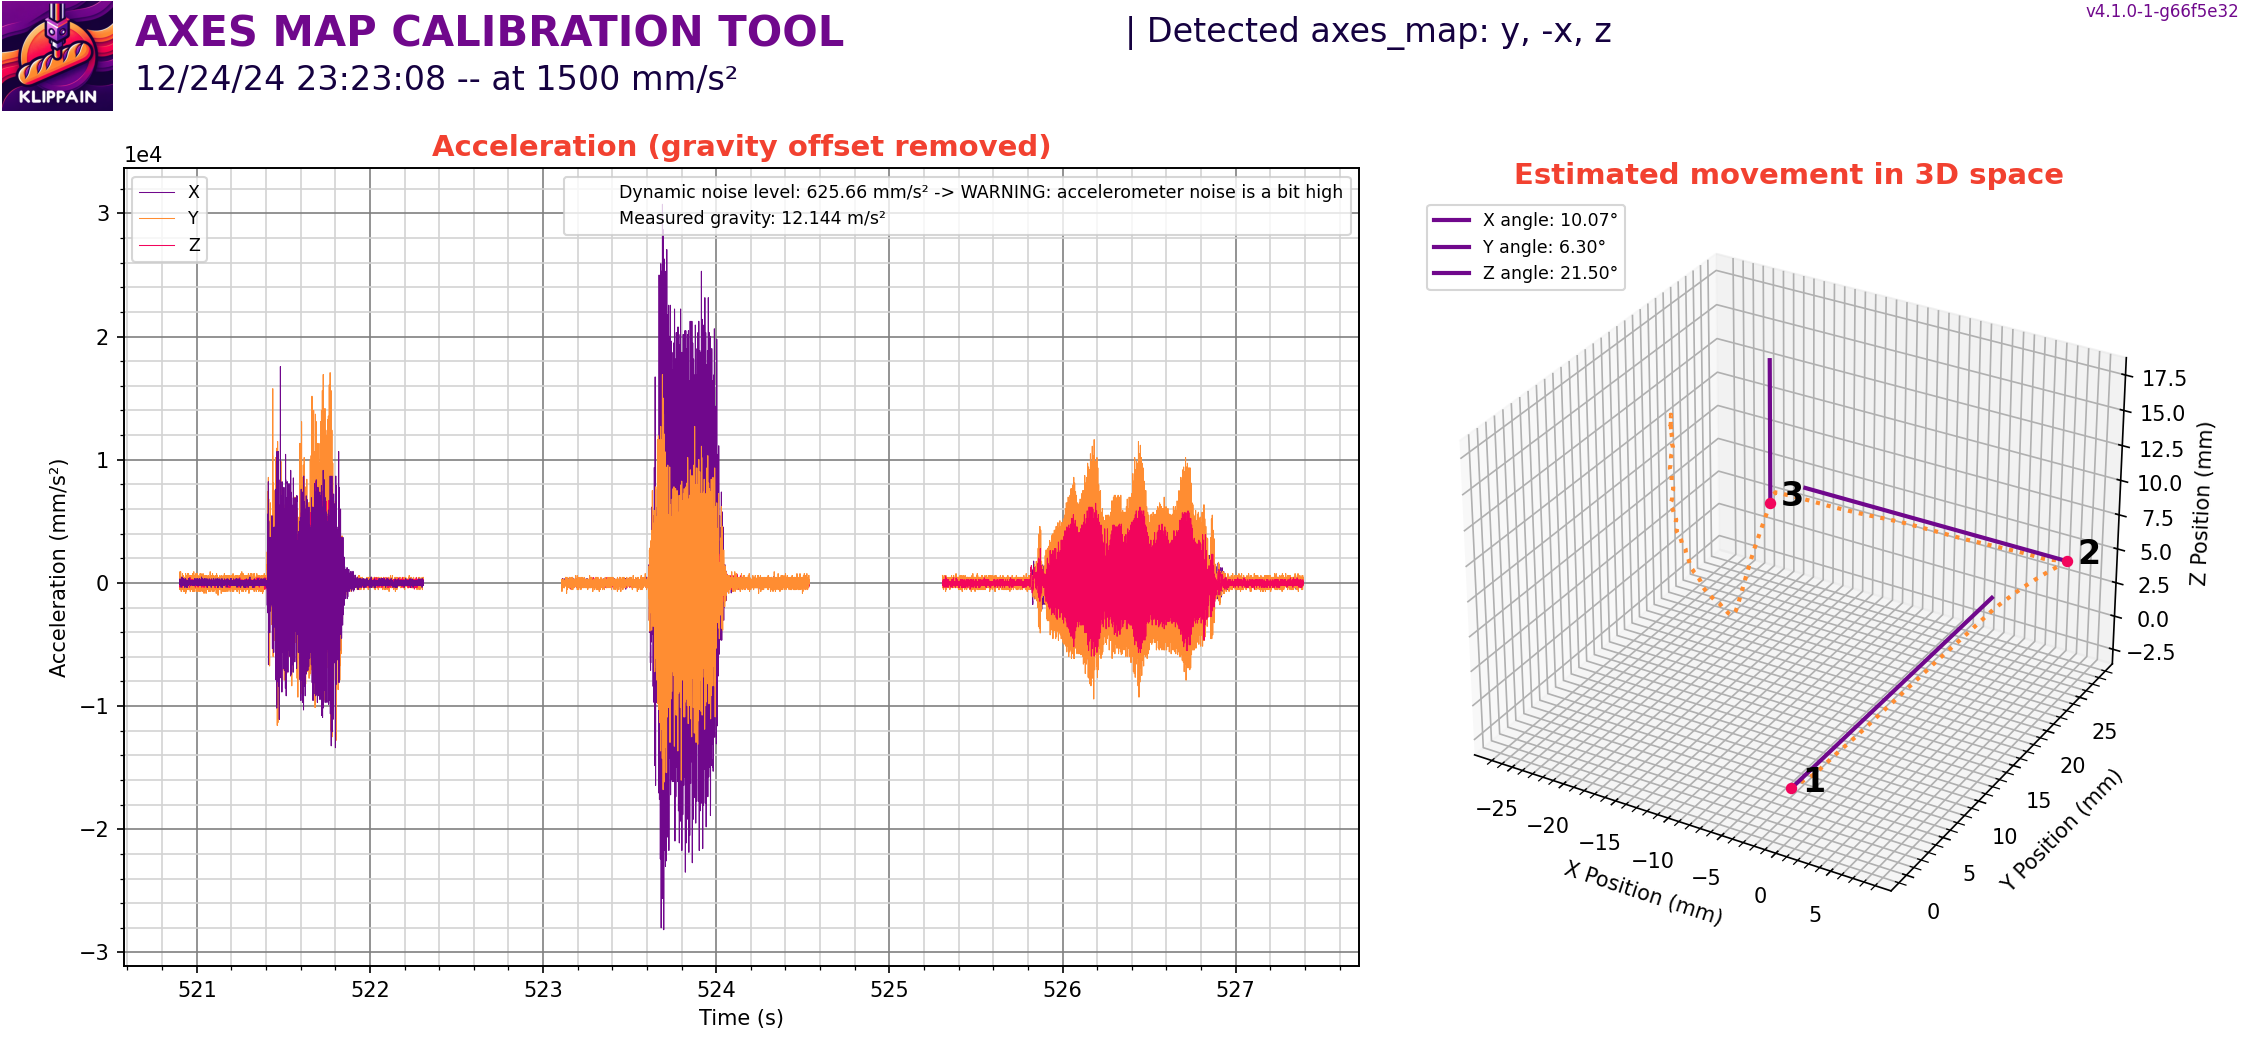 AXES MAP CALIBRATION TOOL
| Detected axes_map: y, -x, z
v4.1.0-1-g66f5e32
12/24/24 23:23:08 -- at 1500 mm/s²
KLIPPAIN
Acceleration (gravity offset removed)
1e4
X
Y
Z
Dynamic noise level: 625.66 mm/s² -> WARNING: accelerometer noise is a bit high
Measured gravity: 12.144 m/s²
3
2
1
0
−1
−2
−3
Acceleration (mm/s²)
521 522 523 524 525 526 527
Time (s)
Estimated movement in 3D space
X angle: 10.07°
Y angle: 6.30°
Z angle: 21.50°
3
2
1
17.5
15.0
12.5
10.0
7.5
5.0
2.5
0.0
−2.5
Z Position (mm)
25
20
15
10
5
0
Y Position (mm)
−25
−20
−15
−10
−5
0
5
X Position (mm)